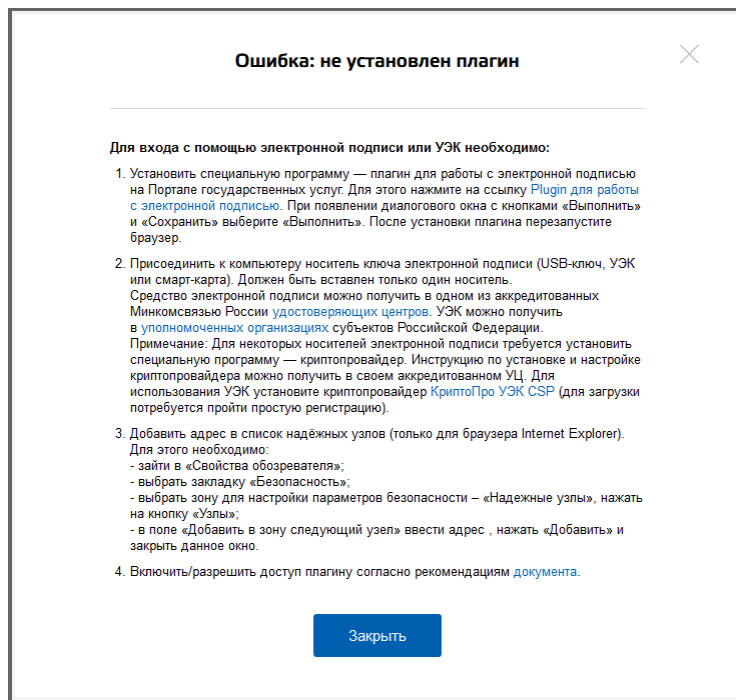 Ошибка: не установлен плагин
Для входа с помощью электронной подписи или УЭК необходимо:
1. Установить специальную программу — плагин для работы с электронной подписью
на Портале государственных услуг. Для этого нажмите на ссылку Plugin для работы
с электронной подписью. При появлении диалогового окна с кнопками «Выполнить»
и «Сохранить» выберите «Выполнить». После установки плагина перезапустите
браузер.
2. Присоединить к компьютеру носитель ключа электронной подписи (USB-ключ, УЭК
или смарт-карта). Должен быть вставлен только один носитель.
Средство электронной подписи можно получить в одном из аккредитованных
Минкомсвязью России удостоверяющих центров. УЭК можно получить
в уполномоченных организациях субъектов Российской Федерации.
Примечание: Для некоторых носителей электронной подписи требуется установить
специальную программу — криптопровайдер. Инструкцию по установке и настройке
криптопровайдера можно получить в своем аккредитованном УЦ. Для
использования УЭК установите криптопровайдер КриптоПро УЭК CSP (для загрузки
потребуется пройти простую регистрацию).
3. Добавить адрес в список надёжных узлов (только для браузера Internet Explorer).
Для этого необходимо:
- зайти в «Свойства обозревателя»;
- выбрать закладку «Безопасность»;
- выбрать зону для настройки параметров безопасности – «Надежные узлы», нажать
на кнопку «Узлы»;
- в поле «Добавить в зону следующий узел» ввести адрес , нажать «Добавить» и
закрыть данное окно.
4. Включить/разрешить доступ плагину согласно рекомендациям документа.
Закрыть